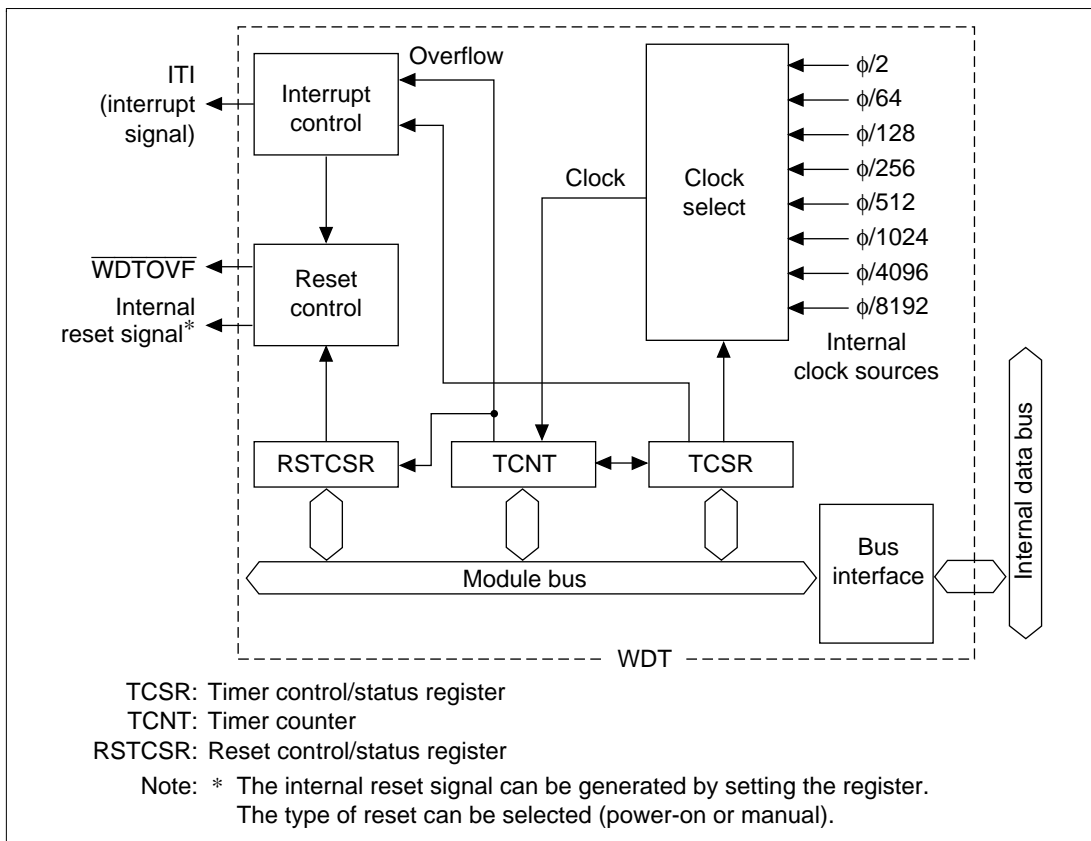 Overflow
ITI
(interrupt
signal)
Interrupt
control
Clock
Clock
select
ϕ/2
ϕ/64
ϕ/128
ϕ/256
ϕ/512
ϕ/1024
ϕ/4096
ϕ/8192
Internal
clock sources
WDTOVF
Internal
reset signal*
Reset
control
RSTCSR
TCNT
TCSR
Module bus
Bus
interface
Internal data bus
WDT
TCSR: Timer control/status register
TCNT: Timer counter
RSTCSR: Reset control/status register
Note: * The internal reset signal can be generated by setting the register.
The type of reset can be selected (power-on or manual).